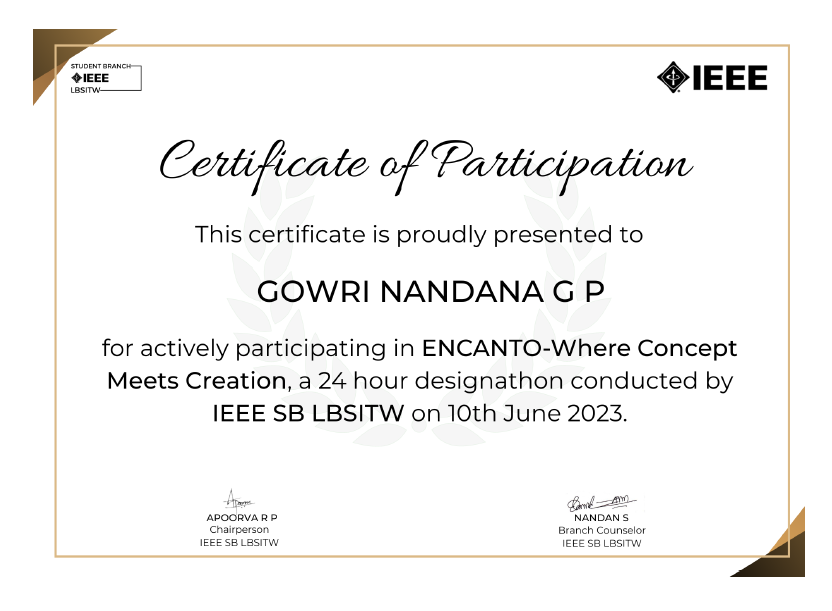 STUDENT BRANCH
IEEE
LBSITW
IEEE
Certificate of Participation
This certificate is proudly presented to
GOWRI NANDANA G P
for actively participating in ENCANTO-Where Concept
Meets Creation, a 24 hour designathon conducted by
IEEE SB LBSITW on 10th June 2023.
APOORVA R P
Chairperson
IEEE SB LBSITW
NANDAN S
Branch Counselor
IEEE SB LBSITW